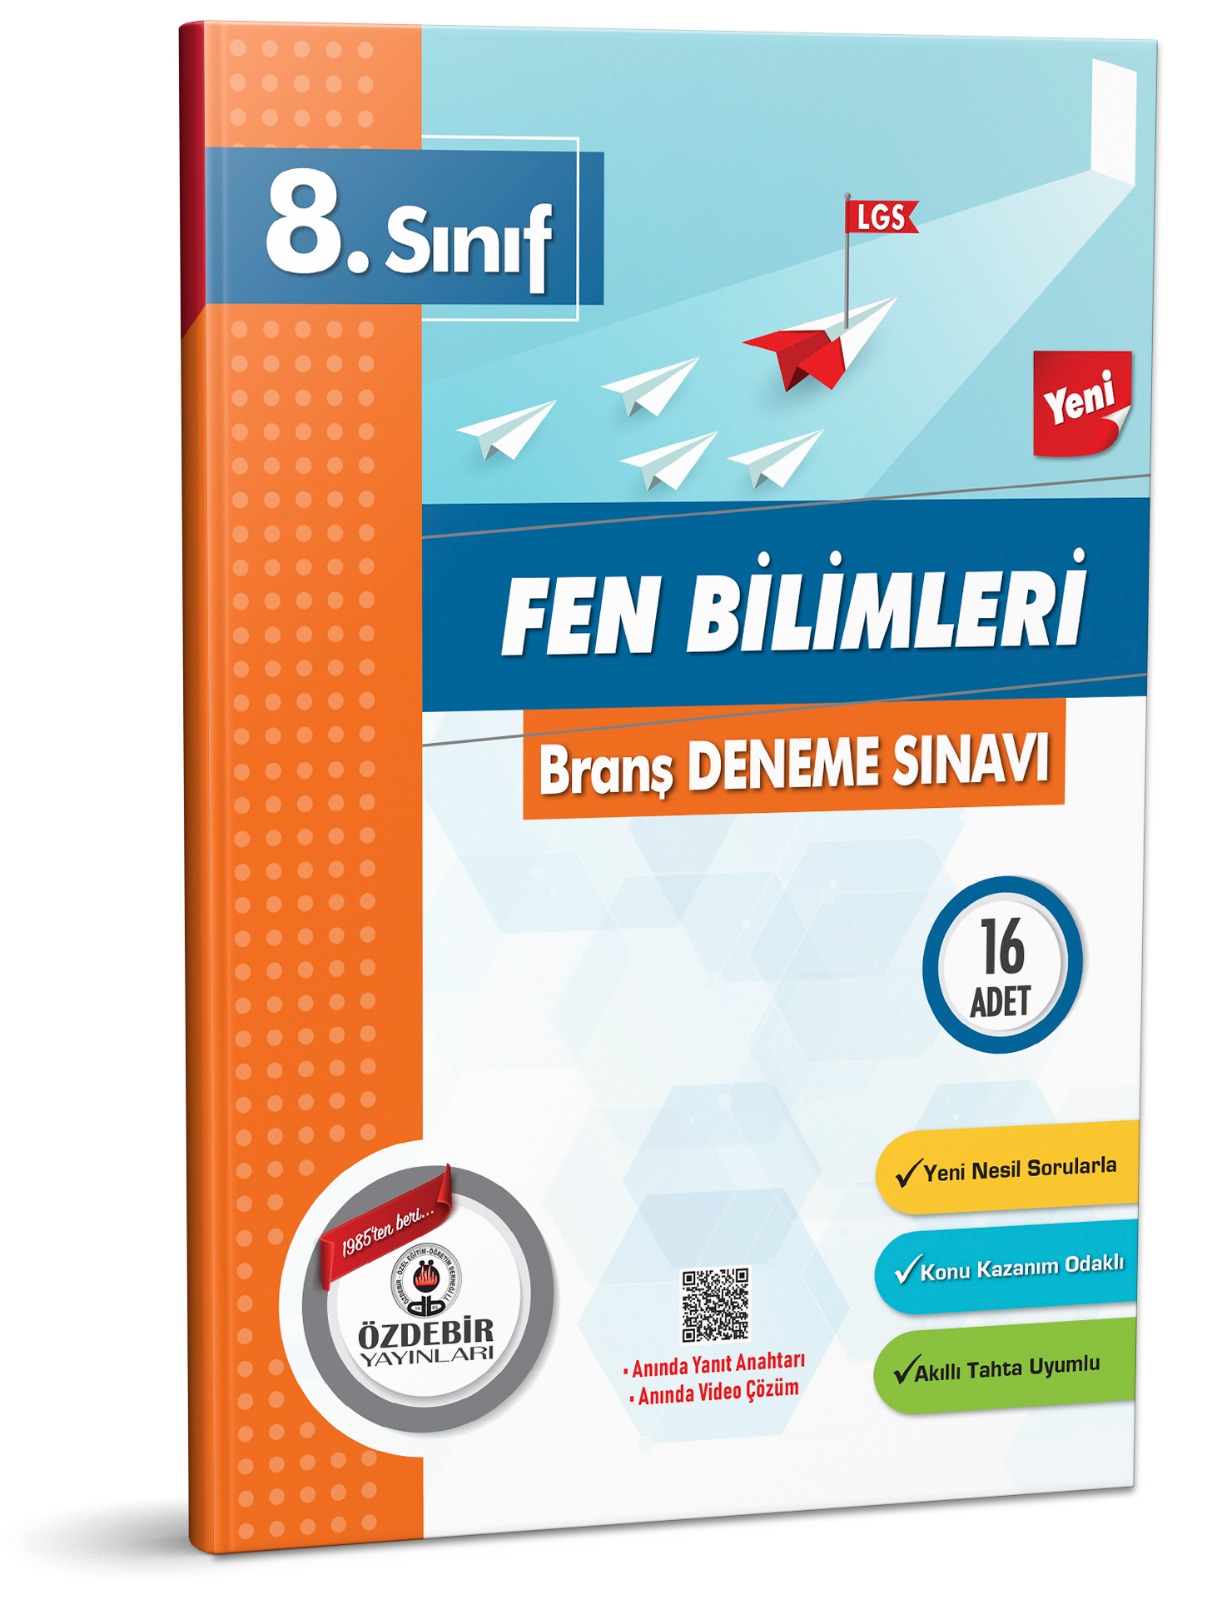 8. Sınıf
LGS
Yeni
FEN BİLİMLERİ
Branş DENEME SINAVI
16
ADET
Yeni Nesil Sorularla
Konu Kazanım Odaklı
Akıllı Tahta Uyumlu
1985'ten beri...
ÖZDEBİR
YAYINLARI
• Anında Yanıt Anahtarı
• Anında Video Çözüm